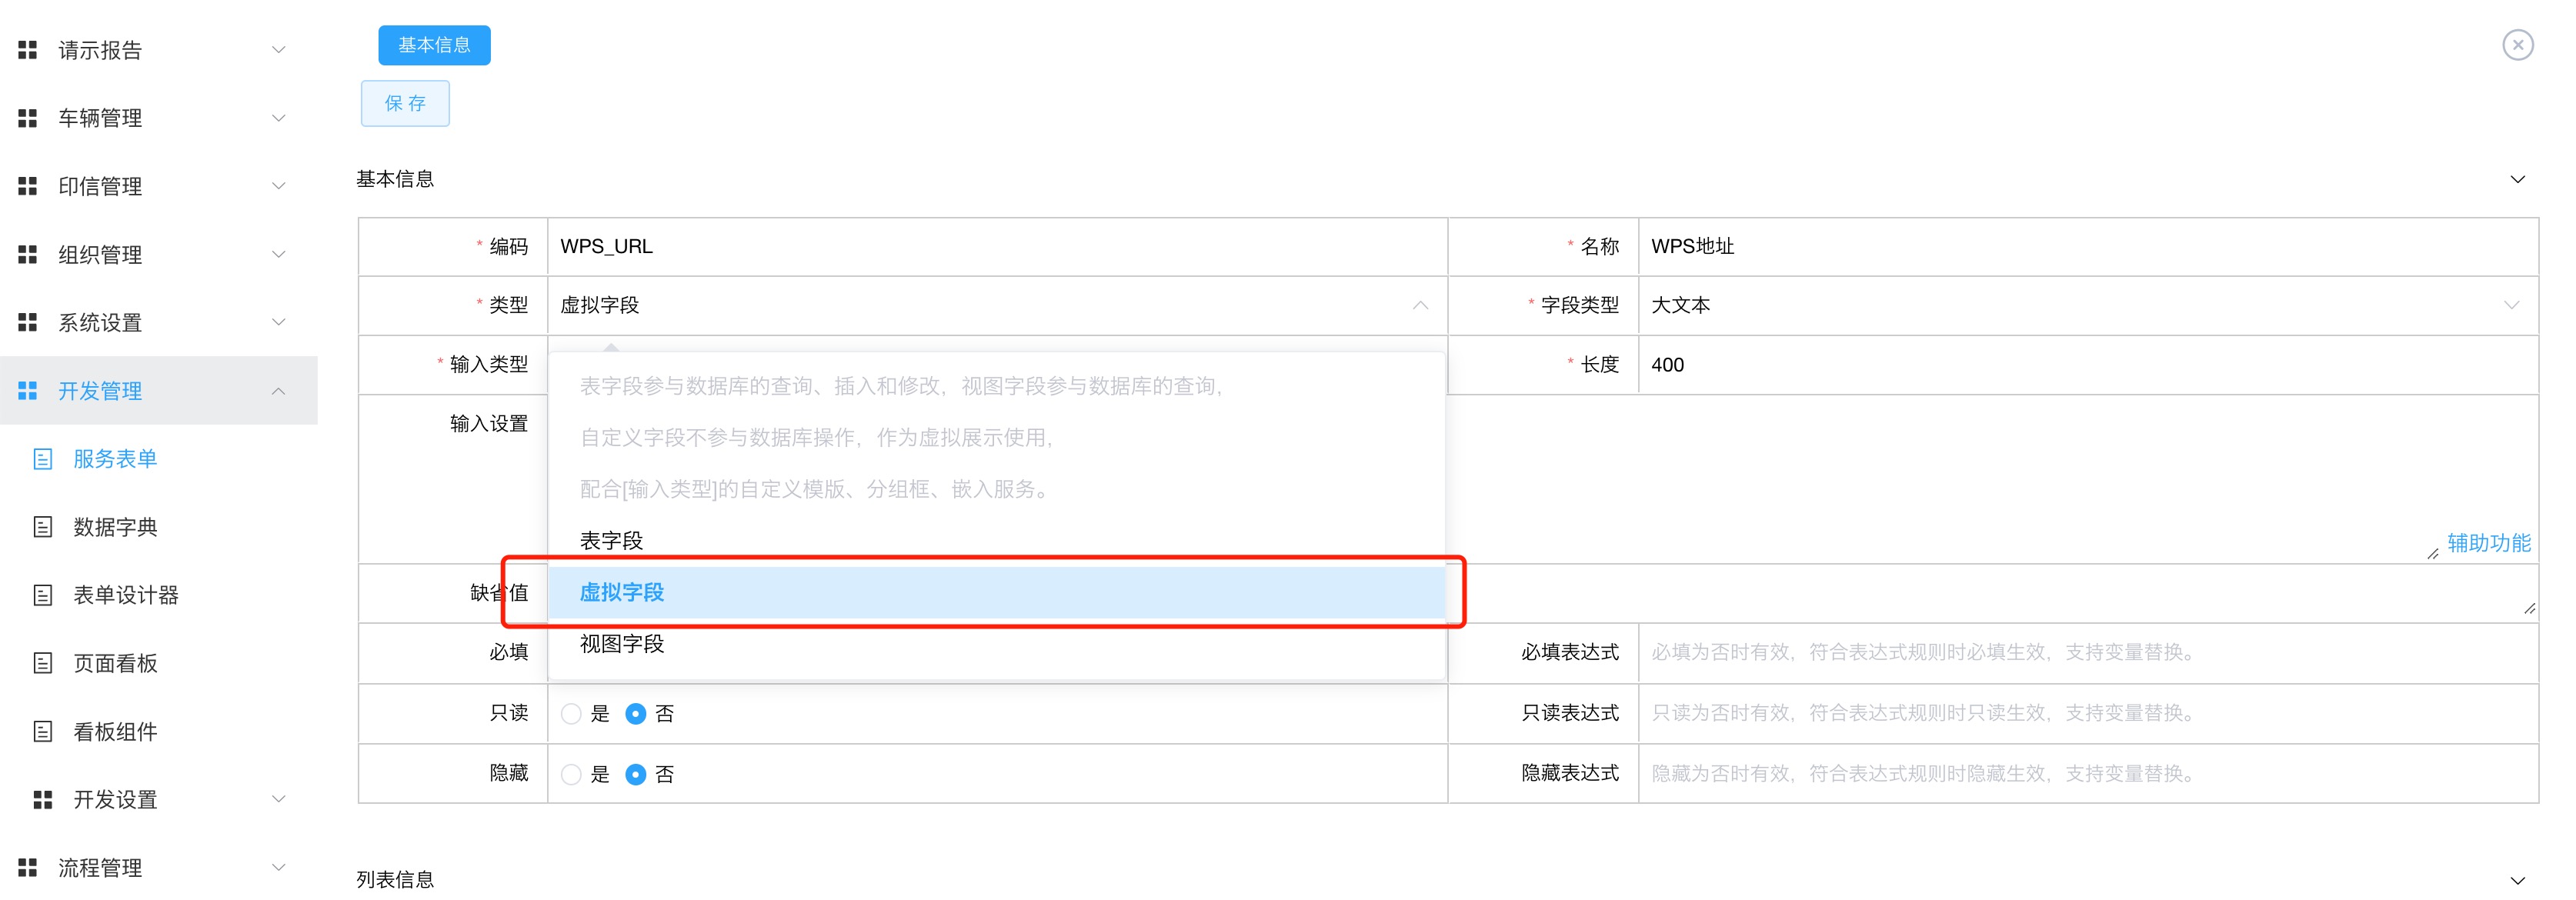 请示报告
车辆管理
印信管理
组织管理
系统设置
开发管理
服务表单
数据字典
表单设计器
页面看板
看板组件
开发设置
流程管理
基本信息
保 存
基本信息
* 编码 WPS_URL * 名称 WPS地址
* 类型 虚拟字段 * 字段类型 大文本
* 输入类型 * 长度 400
输入设置
表字段参与数据库的查询、插入和修改，视图字段参与数据库的查询，
自定义字段不参与数据库操作，作为虚拟展示使用，
配合[输入类型]的自定义模版、分组框、嵌入服务。
表字段
虚拟字段
视图字段
辅助功能
缺省值
必填 必填表达式 必填为否时有效，符合表达式规则时必填生效，支持变量替换。
只读 是 否 只读表达式 只读为否时有效，符合表达式规则时只读生效，支持变量替换。
隐藏 是 否 隐藏表达式 隐藏为否时有效，符合表达式规则时隐藏生效，支持变量替换。
列表信息